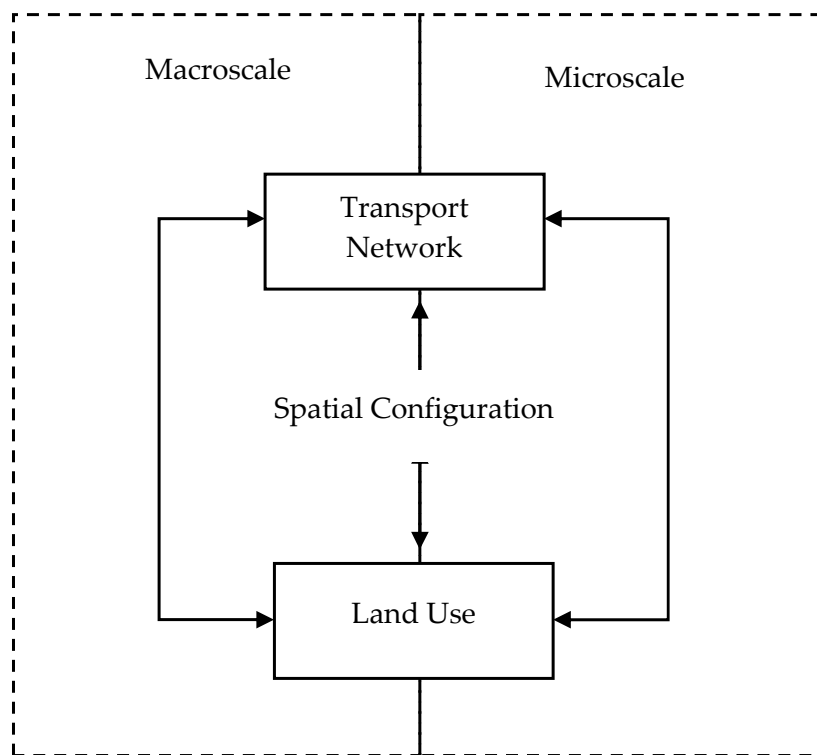 Macroscale
Microscale
Transport
Network
Spatial Configuration
Land Use